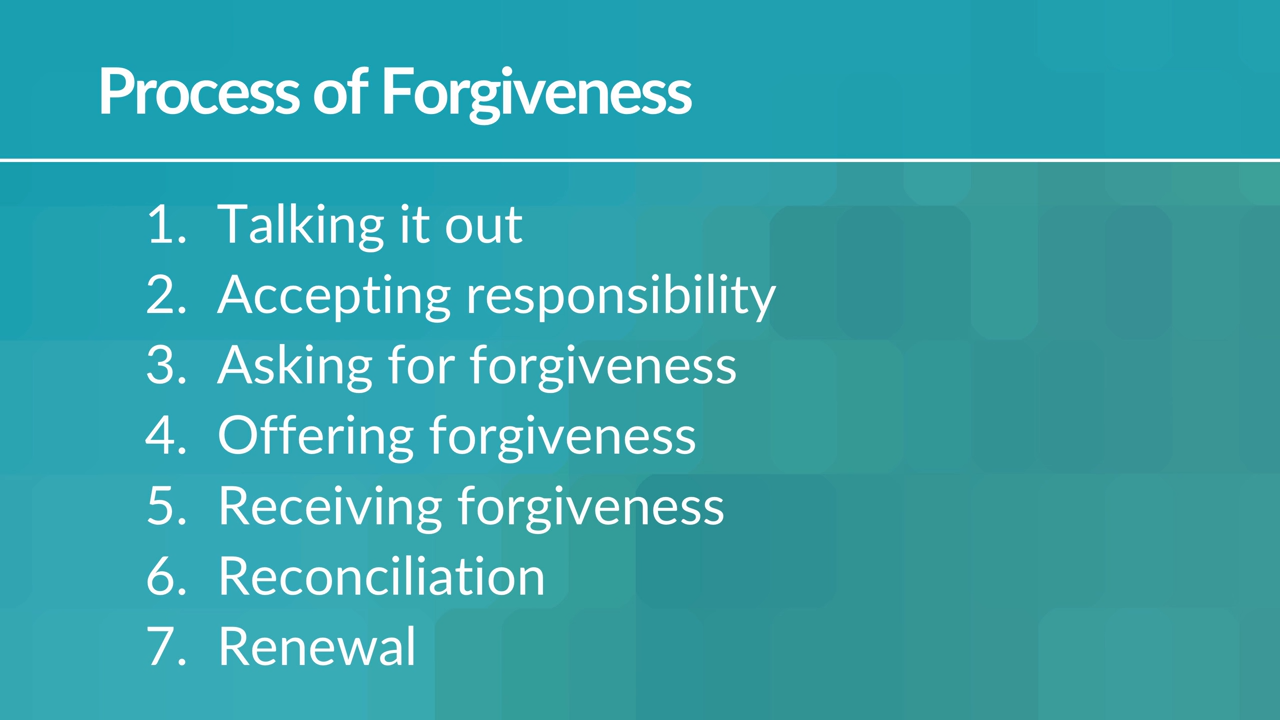 Process of Forgiveness
1. Talking it out
2. Accepting responsibility
3. Asking for forgiveness
4. Offering forgiveness
5. Receiving forgiveness
6. Reconciliation
7. Renewal